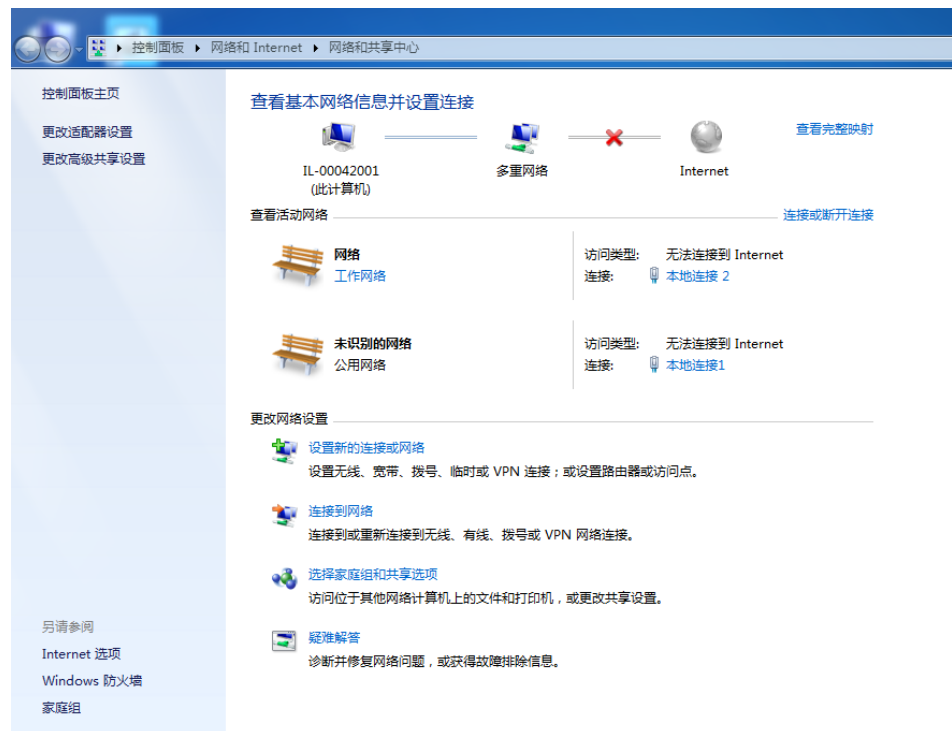 控制面板 ▸ 网络和 Internet ▸ 网络和共享中心
控制面板主页
更改适配器设置
更改高级共享设置
另请参阅
Internet 选项
Windows 防火墙
家庭组
查看基本网络信息并设置连接
查看完整映射
IL-00042001
(此计算机)
多重网络
Internet
查看活动网络
连接或断开连接
网络
工作网络
访问类型: 无法连接到 Internet
连接: 本地连接 2
未识别的网络
公用网络
访问类型: 无法连接到 Internet
连接: 本地连接1
更改网络设置
设置新的连接或网络
设置无线、宽带、拨号、临时或 VPN 连接；或设置路由器或访问点。
连接到网络
连接到或重新连接到无线、有线、拨号或 VPN 网络连接。
选择家庭组和共享选项
访问位于其他网络计算机上的文件和打印机，或更改共享设置。
疑难解答
诊断并修复网络问题，或获得故障排除信息。